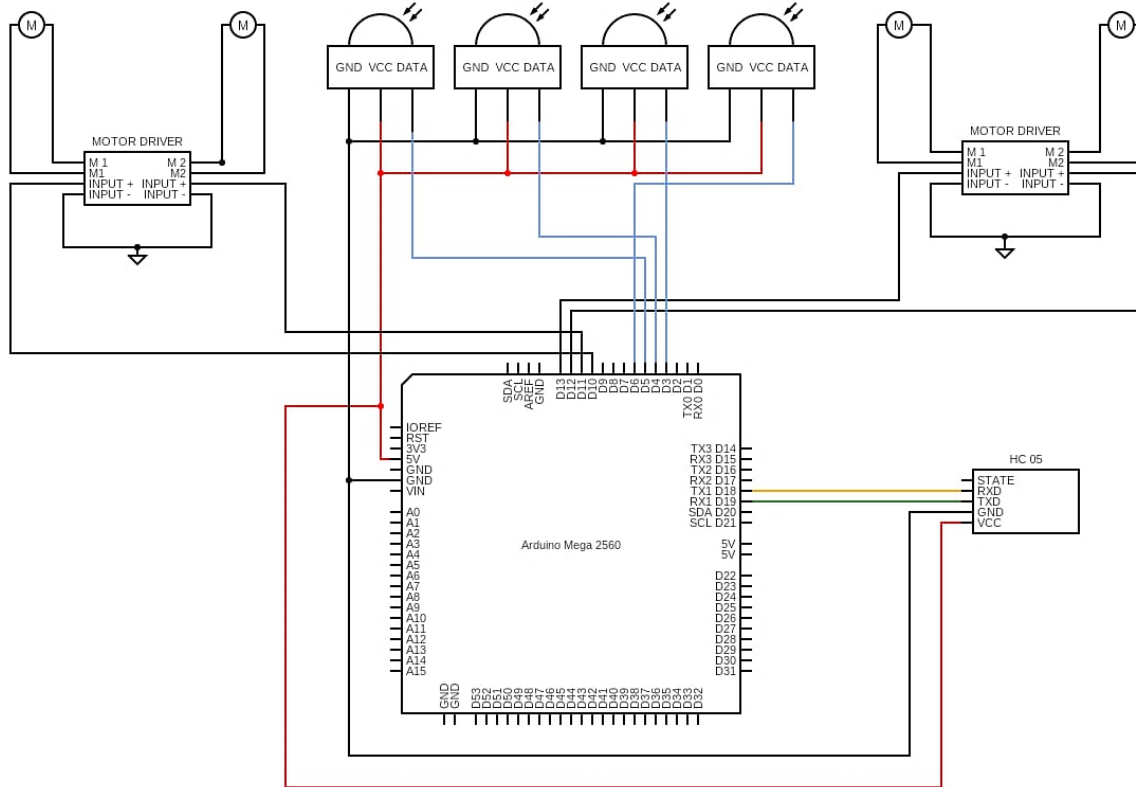 M
M
M
M
GND VCC DATA
GND VCC DATA
GND VCC DATA
GND VCC DATA
MOTOR DRIVER
M 1
M1
INPUT +
INPUT -
M 2
M2
INPUT +
INPUT -
MOTOR DRIVER
M 1
M1
INPUT +
INPUT -
M 2
M2
INPUT +
INPUT -
SDA
SCL
AREF
GND
D13
D12
D11
D10
D9
D8
D7
D6
D5
D4
D3
D2
TX0 D1
RX0 D0
IOREF
RST
3V3
5V
GND
GND
VIN
A0
A1
A2
A3
A4
A5
A6
A7
A8
A9
A10
A11
A12
A13
A14
A15
Arduino Mega 2560
TX3 D14
RX3 D15
TX2 D16
RX2 D17
TX1 D18
RX1 D19
SDA D20
SCL D21
5V
5V
D22
D23
D24
D25
D26
D27
D28
D29
D30
D31
GND
GND
D53
D52
D51
D50
D49
D48
D47
D46
D45
D44
D43
D42
D41
D40
D39
D38
D37
D36
D35
D34
D33
D32
HC 05
STATE
RXD
TXD
GND
VCC